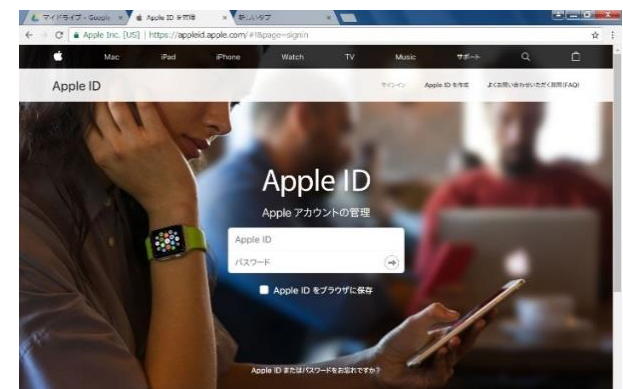 マイドライブ - Google
Apple ID を管理
新しいタブ
Apple Inc. [US] | https://appleid.apple.com/#!&page=signin
Mac iPad iPhone Watch TV Music サポート
Apple ID
サインイン Apple ID を作成 よくお問い合わせいただく質問(FAQ)
Apple ID
Apple アカウントの管理
Apple ID
パスワード
Apple ID をブラウザに保存
Apple ID またはパスワードをお忘れですか?